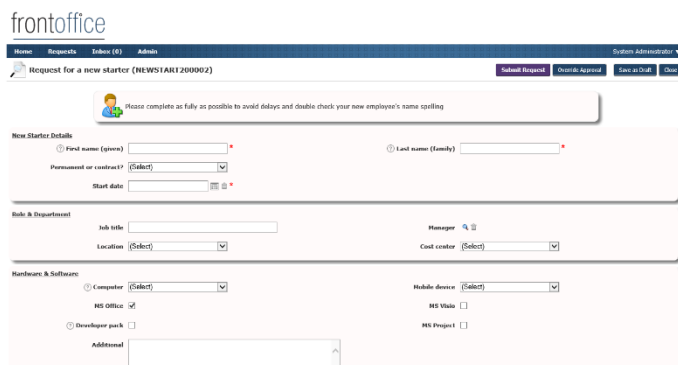 frontoffice
Home Requests Inbox (0) Admin System Administrator
Request for a new starter (NEWSTART200002) Submit Request Override Approval Save as Draft Close
Please complete as fully as possible to avoid delays and double check your new employee's name spelling
New Starter Details
? First name (given) * ? Last name (family) *
Permanent or contract? (Select)
Start date *
Role & Department
Job title Manager
Location (Select) Cost center (Select)
Hardware & Software
? Computer (Select) Mobile device (Select)
MS Office MS Visio
? Developer pack MS Project
Additional